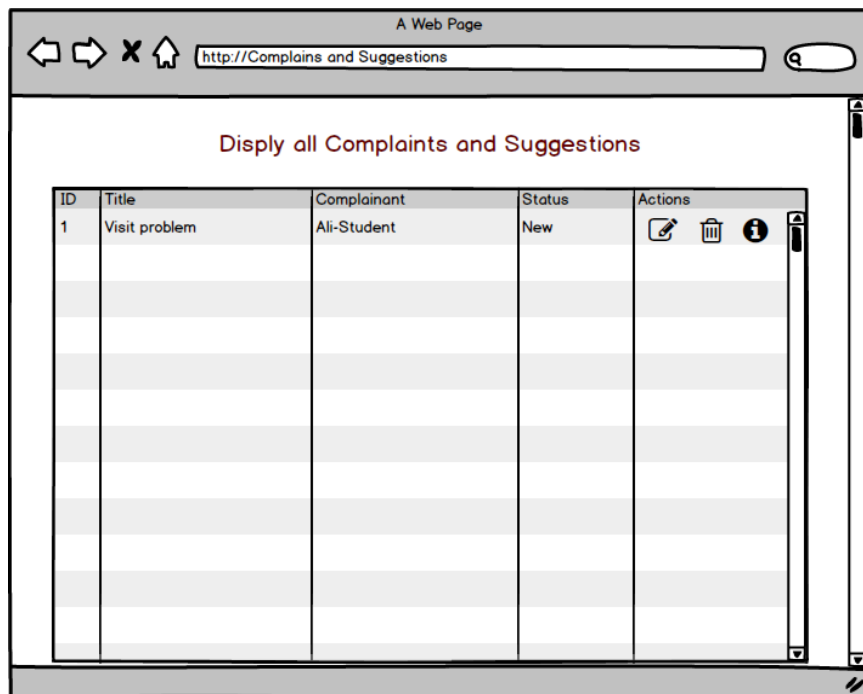 A Web Page
http://Complains and Suggestions
Disply all Complaints and Suggestions
ID Title Complainant Status Actions
1 Visit problem Ali-Student New